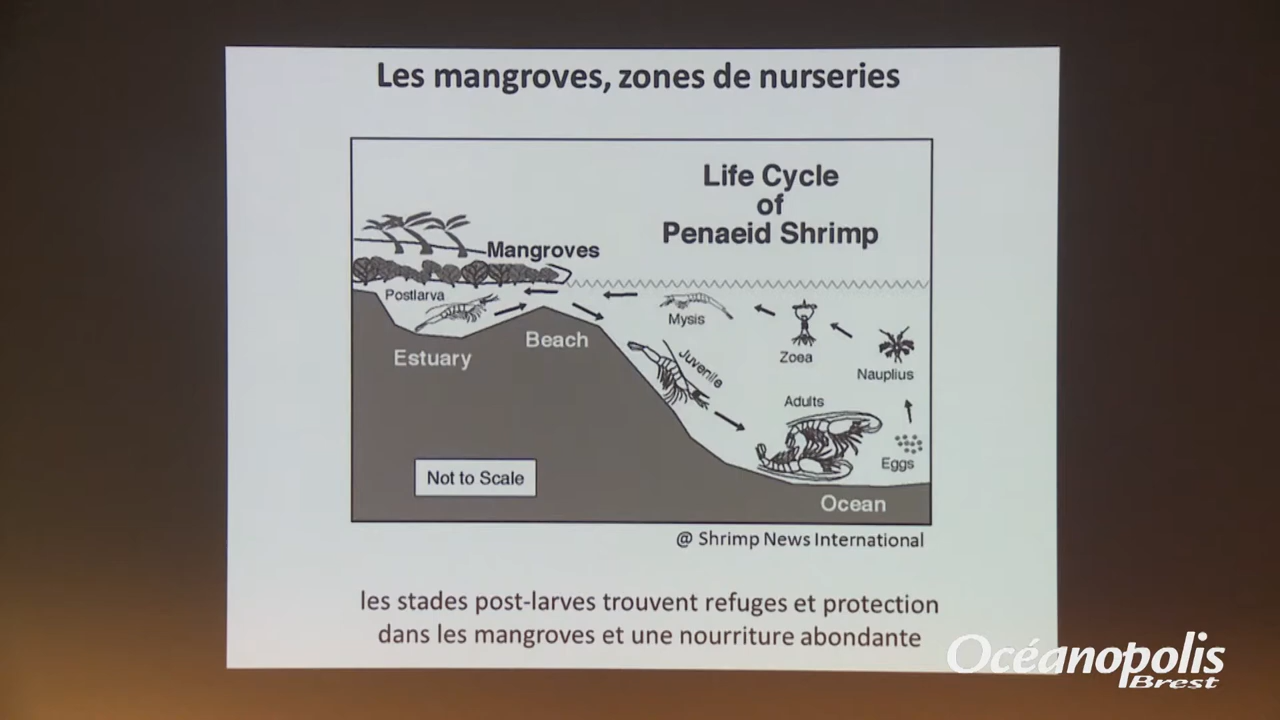 Les mangroves, zones de nurseries
Life Cycle
of
Penaeid Shrimp
Mangroves
Postlarva
Mysis
Zoea
Nauplius
Beach
Estuary
Juvenile
Adults
Eggs
Not to Scale
Ocean
@ Shrimp News International
les stades post-larves trouvent refuges et protection
dans les mangroves et une nourriture abondante
Océanopolis
Brest